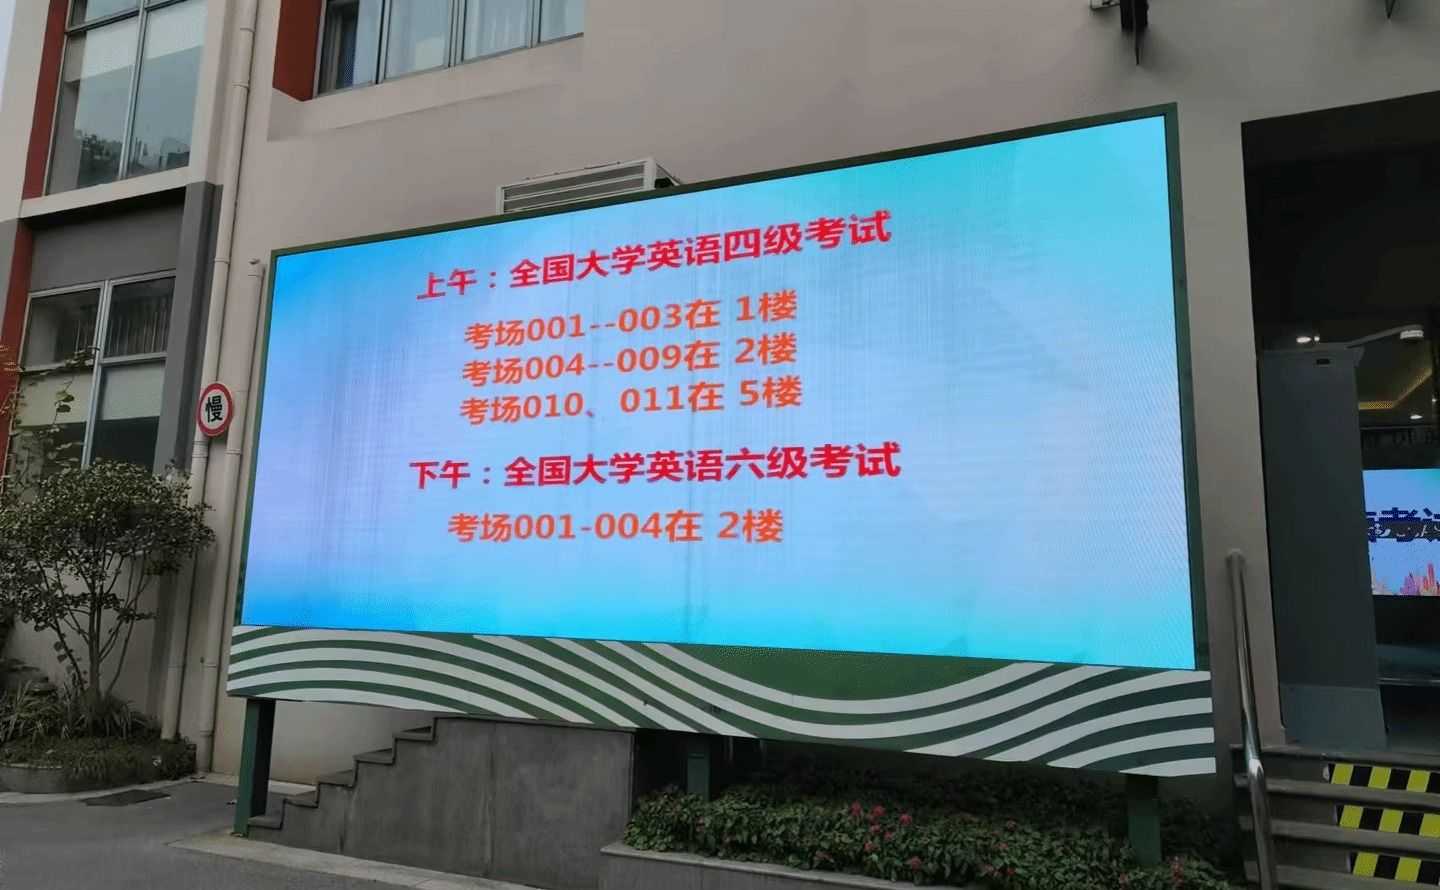 上午：全国大学英语四级考试
考场001--003在 1楼
考场004--009在 2楼
考场010、011在 5楼
下午：全国大学英语六级考试
考场001-004在 2楼
慢